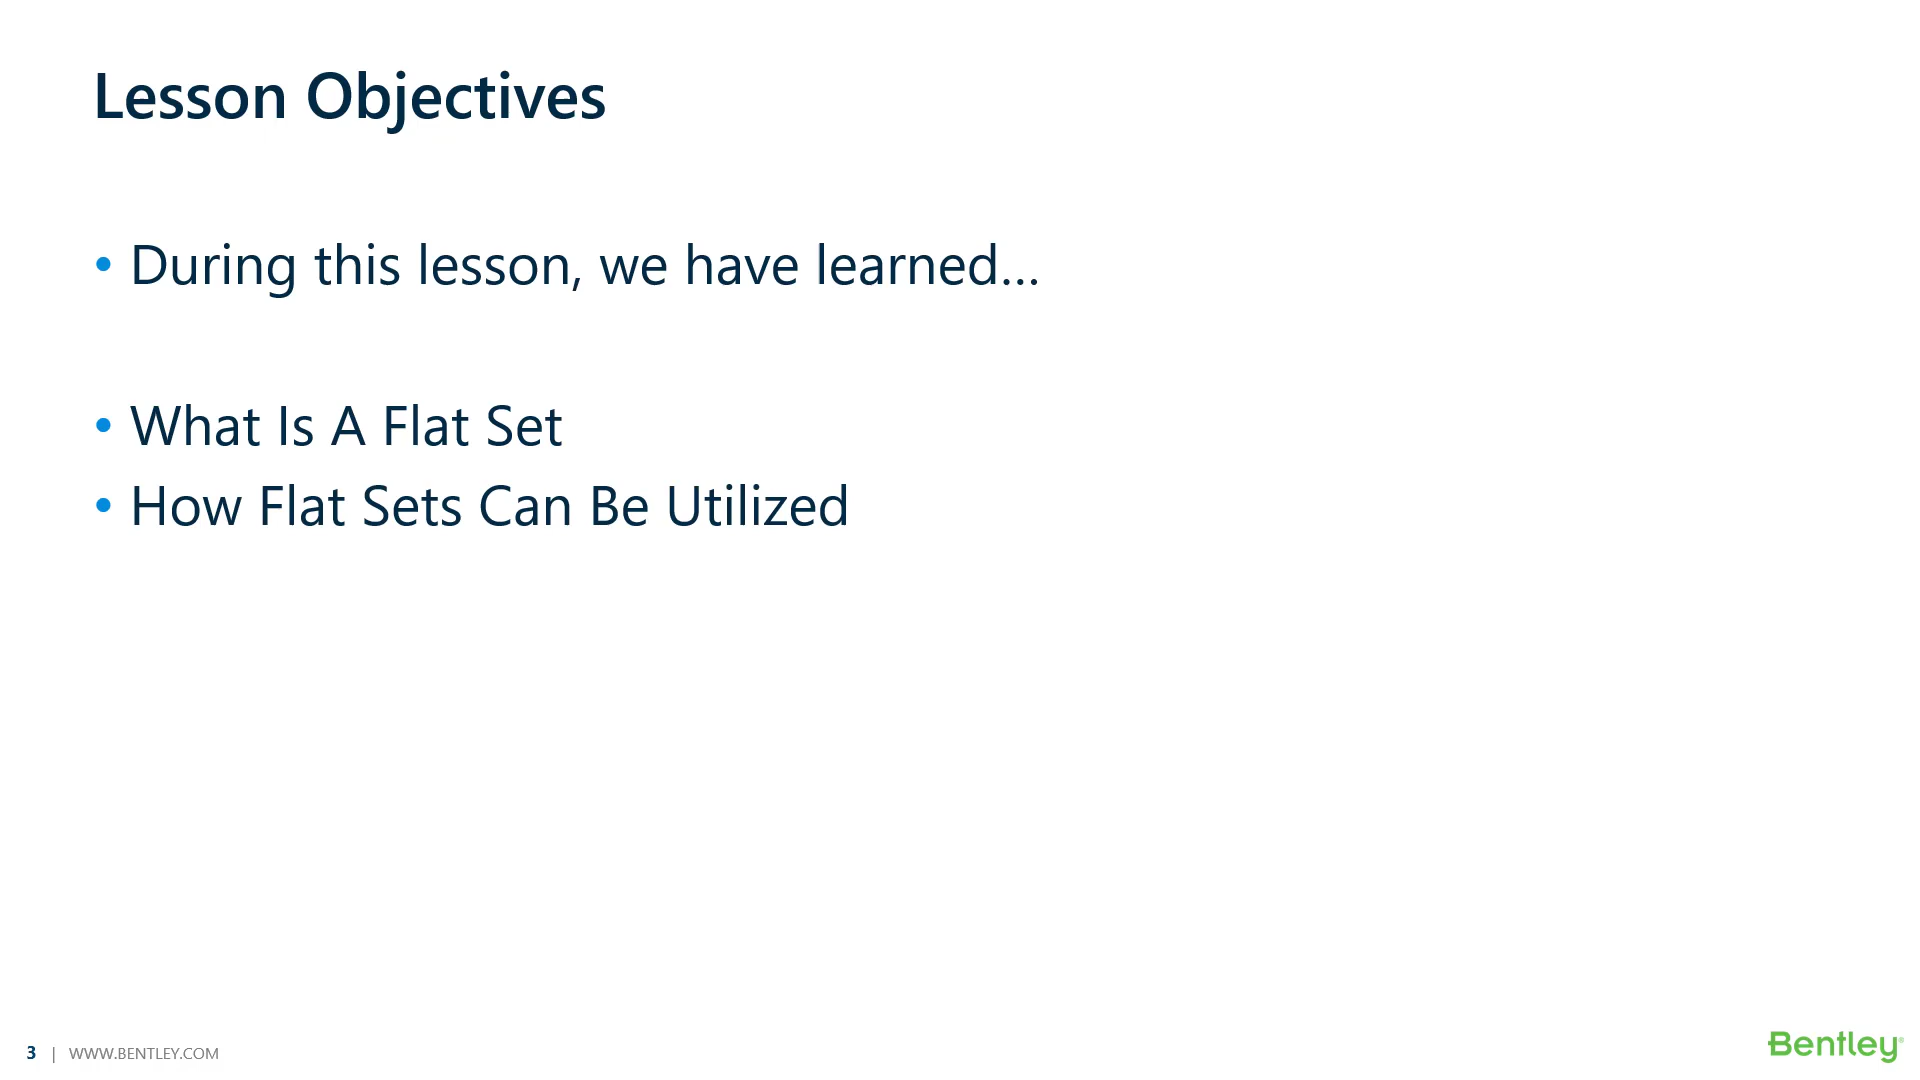 Lesson Objectives
• During this lesson, we have learned...
• What Is A Flat Set
• How Flat Sets Can Be Utilized
3 | WWW.BENTLEY.COM
Bentley®